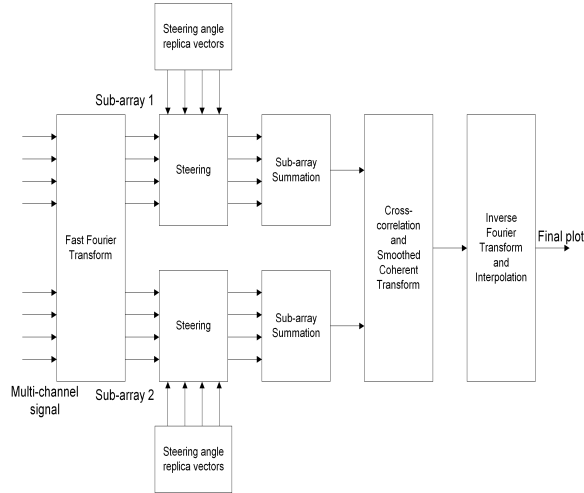 Steering angle
replica vectors
Sub-array 1
Fast Fourier
Transform
Steering
Sub-array
Summation
Cross-
correlation
and
Smoothed
Coherent
Transform
Inverse
Fourier
Transform
and
Interpolation
Final plot
Steering
Sub-array
Summation
Multi-channel
signal
Sub-array 2
Steering angle
replica vectors